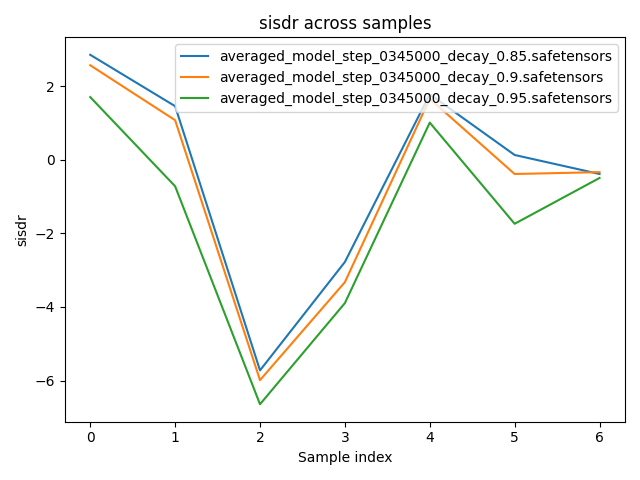 sisdr across samples
averaged_model_step_0345000_decay_0.85.safetensors
averaged_model_step_0345000_decay_0.9.safetensors
averaged_model_step_0345000_decay_0.95.safetensors
2
0
−2
−4
−6
sisdr
0 1 2 3 4 5 6
Sample index